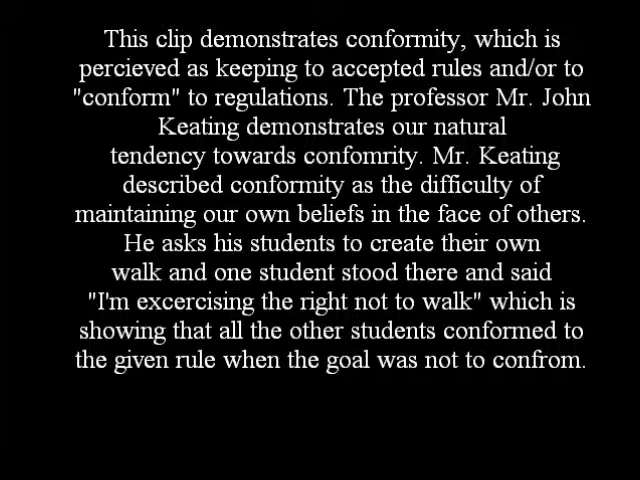 This clip demonstrates conformity, which is
percieved as keeping to accepted rules and/or to
"conform" to regulations. The professor Mr. John
Keating demonstrates our natural
tendency towards confomrity. Mr. Keating
described conformity as the difficulty of
maintaining our own beliefs in the face of others.
He asks his students to create their own
walk and one student stood there and said
"I'm excercising the right not to walk" which is
showing that all the other students conformed to
the given rule when the goal was not to confrom.